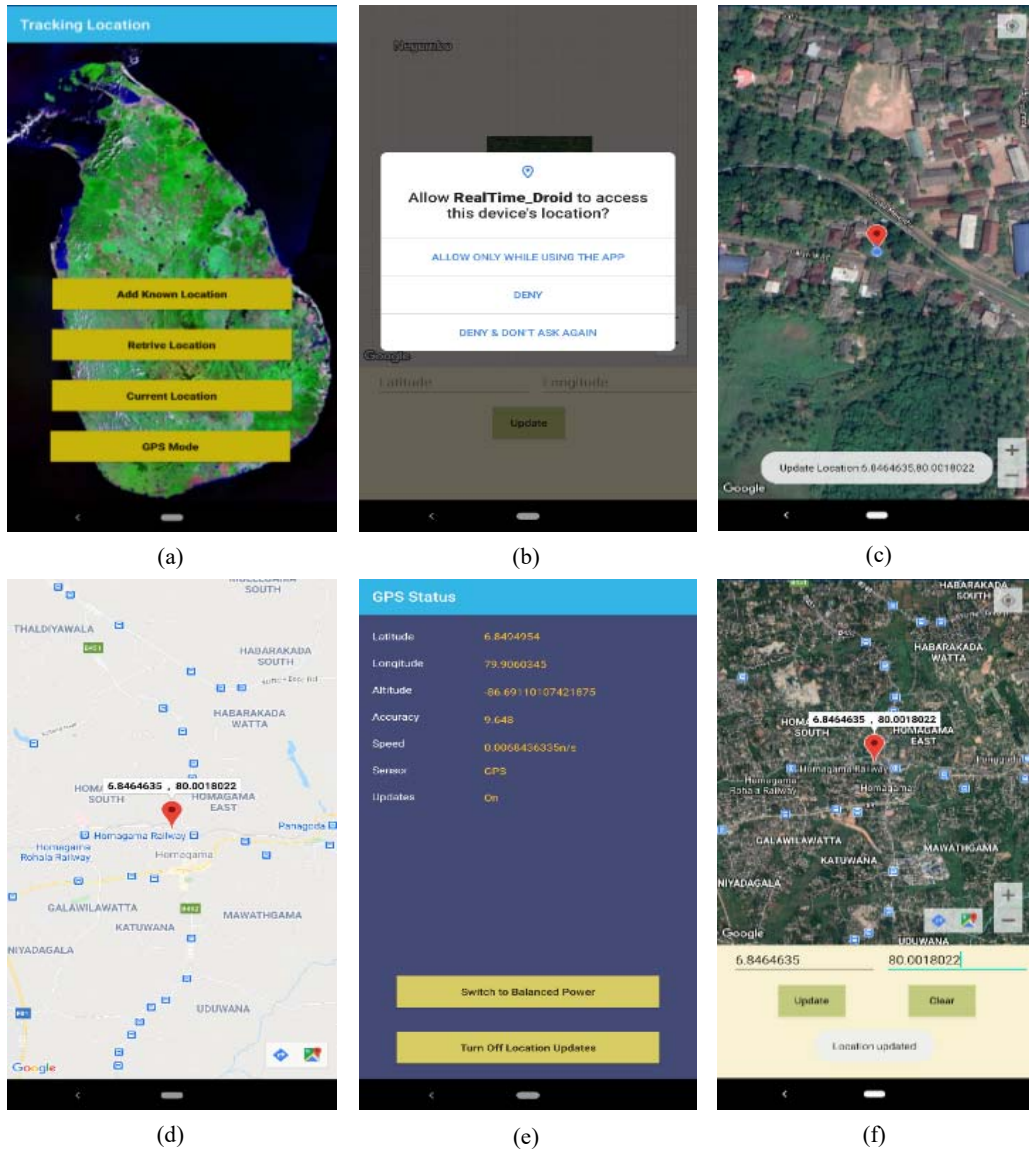 Tracking Location
Add Known Location
Retrive Location
Current Location
GPS Mode
(a)
Negombo
Allow RealTime_Droid to access
this device's location?
ALLOW ONLY WHILE USING THE APP
DENY
DENY & DON'T ASK AGAIN
Google
Latitude
Longitude
Update
(b)
Update Location:6.8464635,80.0018022
Google
(c)
SOUTH
THALDIYAWALA
HABARAKADA
SOUTH
HABARAKADA
WATTA
6.8464635 , 80.0018022
SOUTH
HOMAGAMA
EAST
Homagama Railway
Panagoda
Homagama
Rohala Railway
Homagama
GALAWILAWATTA
KATUWANA
MAWATHGAMA
NIYADAGALA
UDUWANA
Google
(d)
GPS Status
Latitude 6.8494954
Longitude 79.9060345
Altitude -86.69110107421875
Accuracy 9.648
Speed 0.0068436335n/s
Sensor GPS
Updates On
Switch to Balanced Power
Turn Off Location Updates
(e)
HABARAKADA
SOUTH
HABARAKADA
WATTA
6.8464635 , 80.0018022
SOUTH
HOMAGAMA
EAST
Homagama Railway
Homagama
Rohala Railway
Homagama
GALAWILAWATTA
KATUWANA
MAWATHGAMA
NIYADAGALA
UDUWANA
Google
6.8464635
80.0018022
Update
Clear
Location updated
(f)